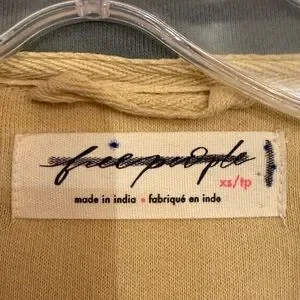 free people
xs/tp
made in india • fabriqué en inde